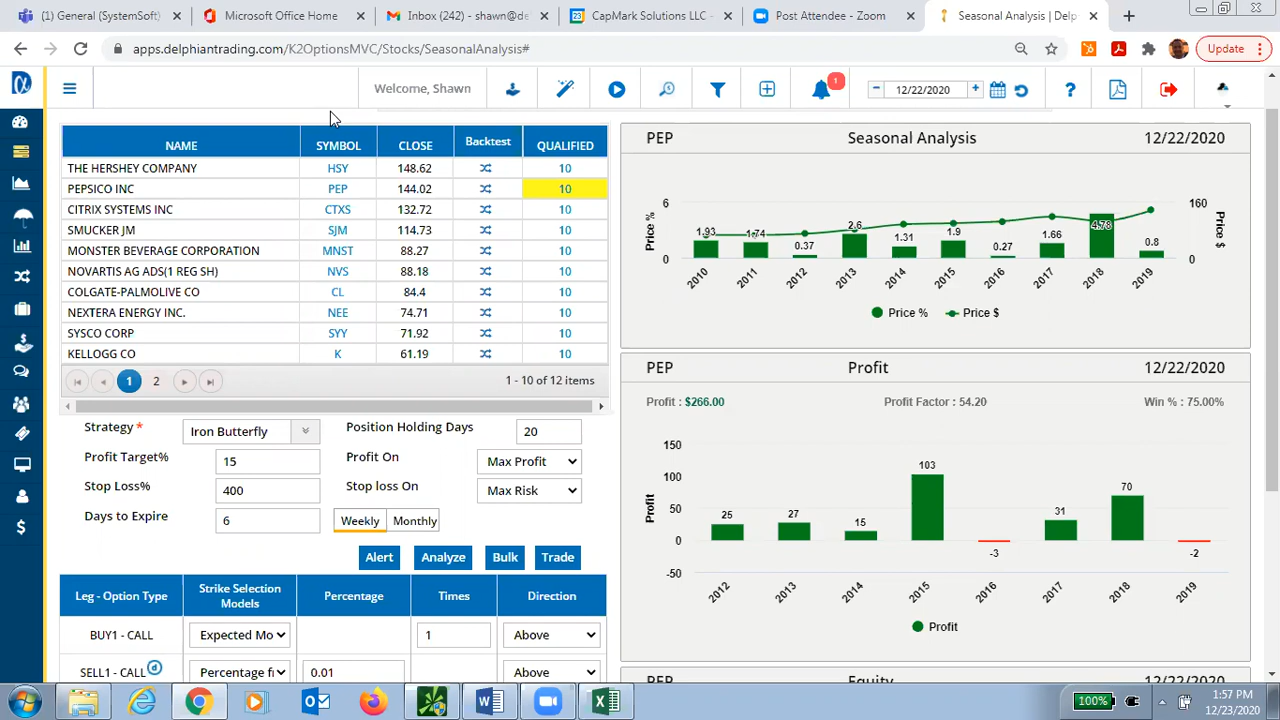 (1) General (SystemSoft)
Microsoft Office Home
Inbox (242) - shawn@de
CapMark Solutions LLC -
Post Attendee - Zoom
Seasonal Analysis | Delp
apps.delphiantrading.com/K2OptionsMVC/Stocks/SeasonalAnalysis#
Update
Welcome, Shawn
1
12/22/2020
NAME SYMBOL CLOSE Backtest QUALIFIED
THE HERSHEY COMPANY HSY 148.62 10
PEPSICO INC PEP 144.02 10
CITRIX SYSTEMS INC CTXS 132.72 10
SMUCKER JM SJM 114.73 10
MONSTER BEVERAGE CORPORATION MNST 88.27 10
NOVARTIS AG ADS(1 REG SH) NVS 88.18 10
COLGATE-PALMOLIVE CO CL 84.4 10
NEXTERA ENERGY INC. NEE 74.71 10
SYSCO CORP SYY 71.92 10
KELLOGG CO K 61.19 10
1 2 1 - 10 of 12 items
Strategy * Iron Butterfly Position Holding Days 20
Profit Target% 15 Profit On Max Profit
Stop Loss% 400 Stop loss On Max Risk
Days to Expire 6 Weekly Monthly
Alert Analyze Bulk Trade
Leg - Option Type Strike Selection Models Percentage Times Direction
BUY1 - CALL Expected Mo 1 Above
SELL1 - CALL d Percentage f 0.01 Above
PEP Seasonal Analysis 12/22/2020
Price %
6
0
1.93 1.74 0.37 2.6 1.31 1.9 0.27 1.66 4.78 0.8
160
0
Price $
2010 2011 2012 2013 2014 2015 2016 2017 2018 2019
Price % Price $
PEP Profit 12/22/2020
Profit : $266.00 Profit Factor : 54.20 Win % : 75.00%
Profit
150
100
50
0
-50
25 27 15 103 -3 31 70 -2
2012 2013 2014 2015 2016 2017 2018 2019
Profit
PEP Equity 12/22/2020
100%
1:57 PM
12/23/2020